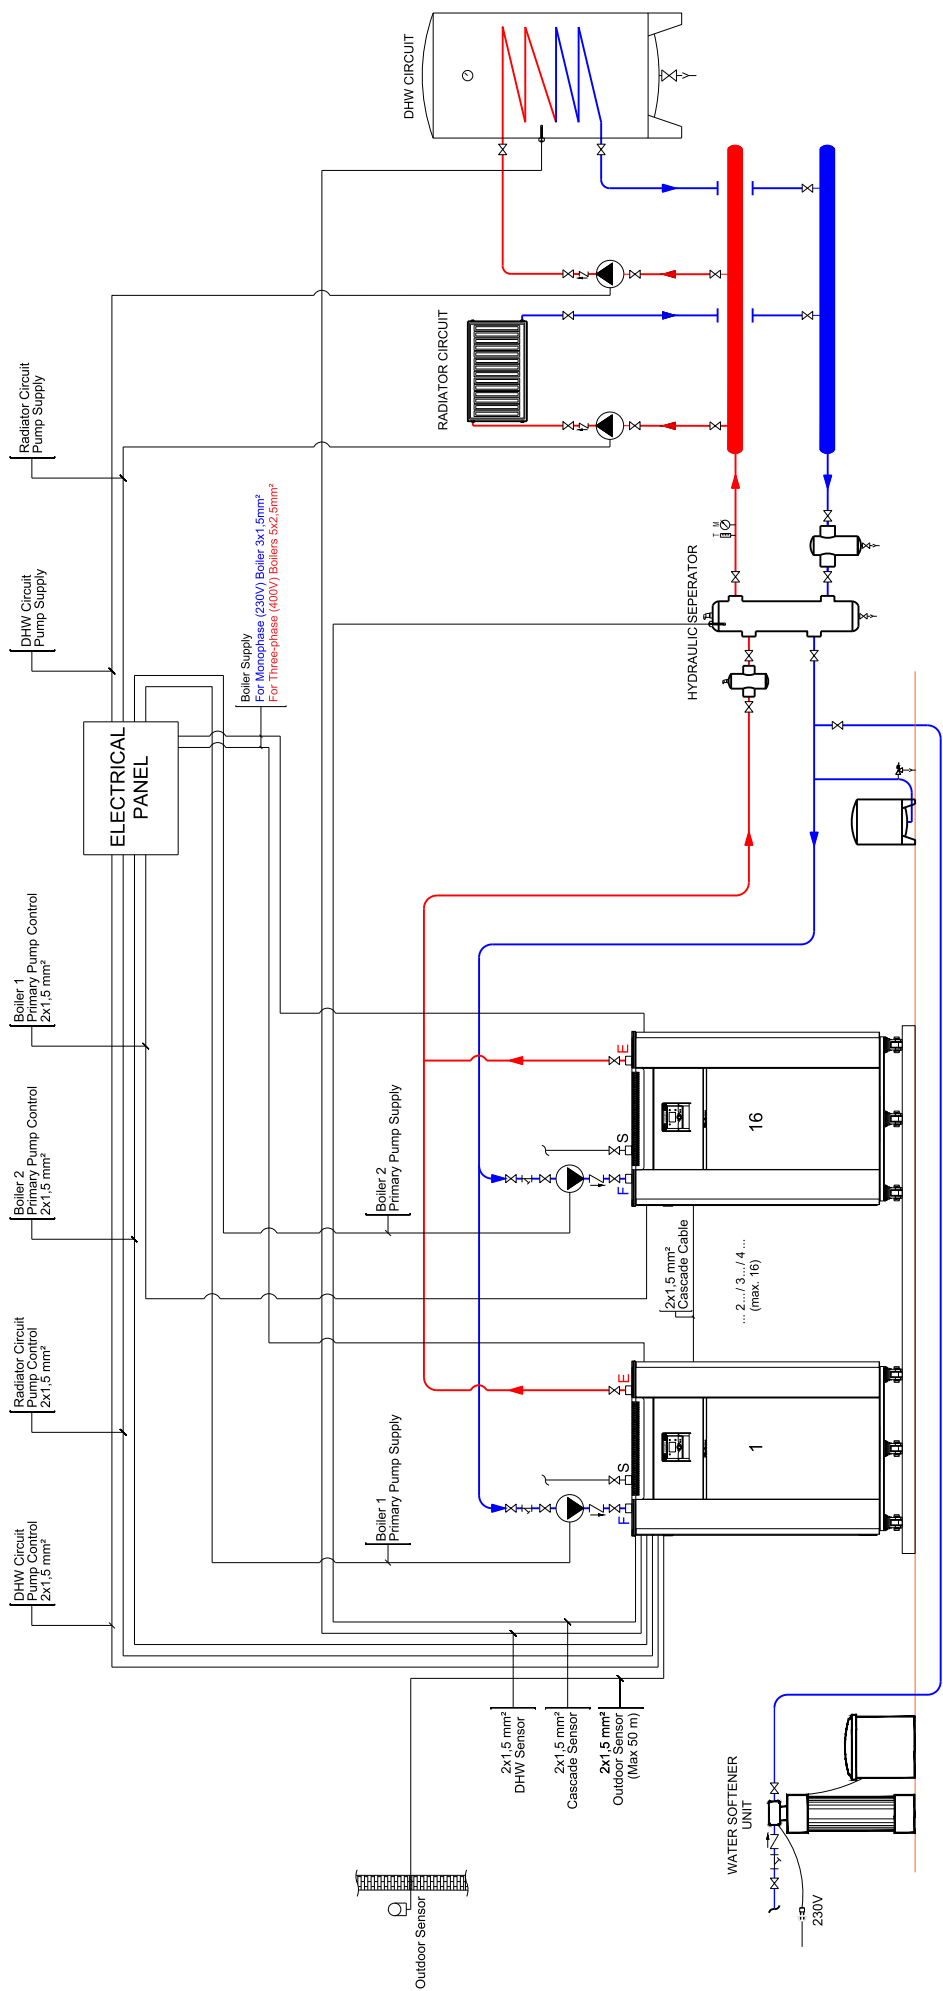 DHW Circuit
Pump Control
2x1,5 mm²
Radiator Circuit
Pump Control
2x1,5 mm²
Boiler 2
Primary Pump Control
2x1,5 mm²
Boiler 1
Primary Pump Control
2x1,5 mm²
DHW Circuit
Pump Supply
Radiator Circuit
Pump Supply
ELECTRICAL
PANEL
Boiler Supply
For Monophase (230V) Boiler 3x1,5mm²
For Three-phase (400V) Boilers 5x2,5mm²
DHW CIRCUIT
RADIATOR CIRCUIT
Boiler 1
Primary Pump Supply
Boiler 2
Primary Pump Supply
Outdoor Sensor
2x1,5 mm²
DHW Sensor
2x1,5 mm²
Cascade Sensor
2x1,5 mm²
Outdoor Sensor
(Max 50 m)
F
S
E
F
S
E
2x1,5 mm²
Cascade Cable
1
... 2.../ 3.../ 4 ...
(max. 16)
16
HYDRAULIC SEPERATOR
T
M
WATER SOFTENER
UNIT
230V